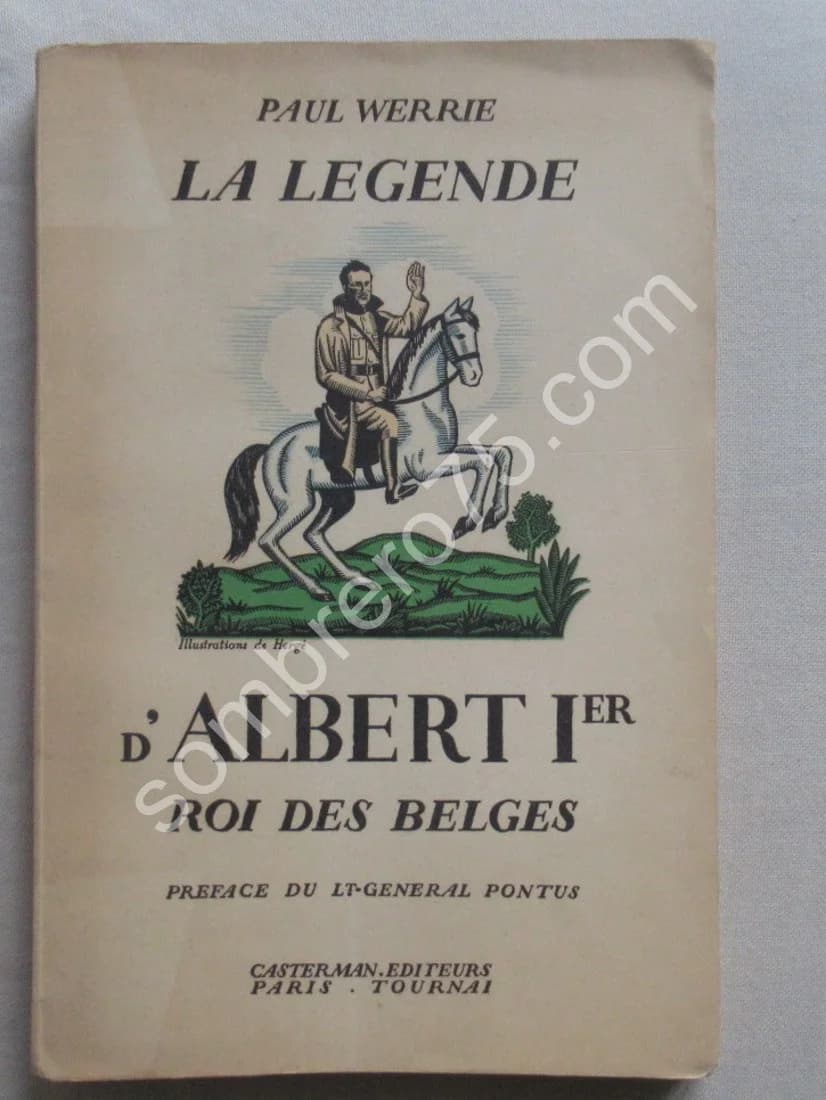 PAUL WERRIE
LA LEGENDE
Illustrations de Hergé
D'ALBERT IER
ROI DES BELGES
PREFACE DU LT-GENERAL PONTUS
CASTERMAN.EDITEURS
PARIS . TOURNAI
sombrero75.com